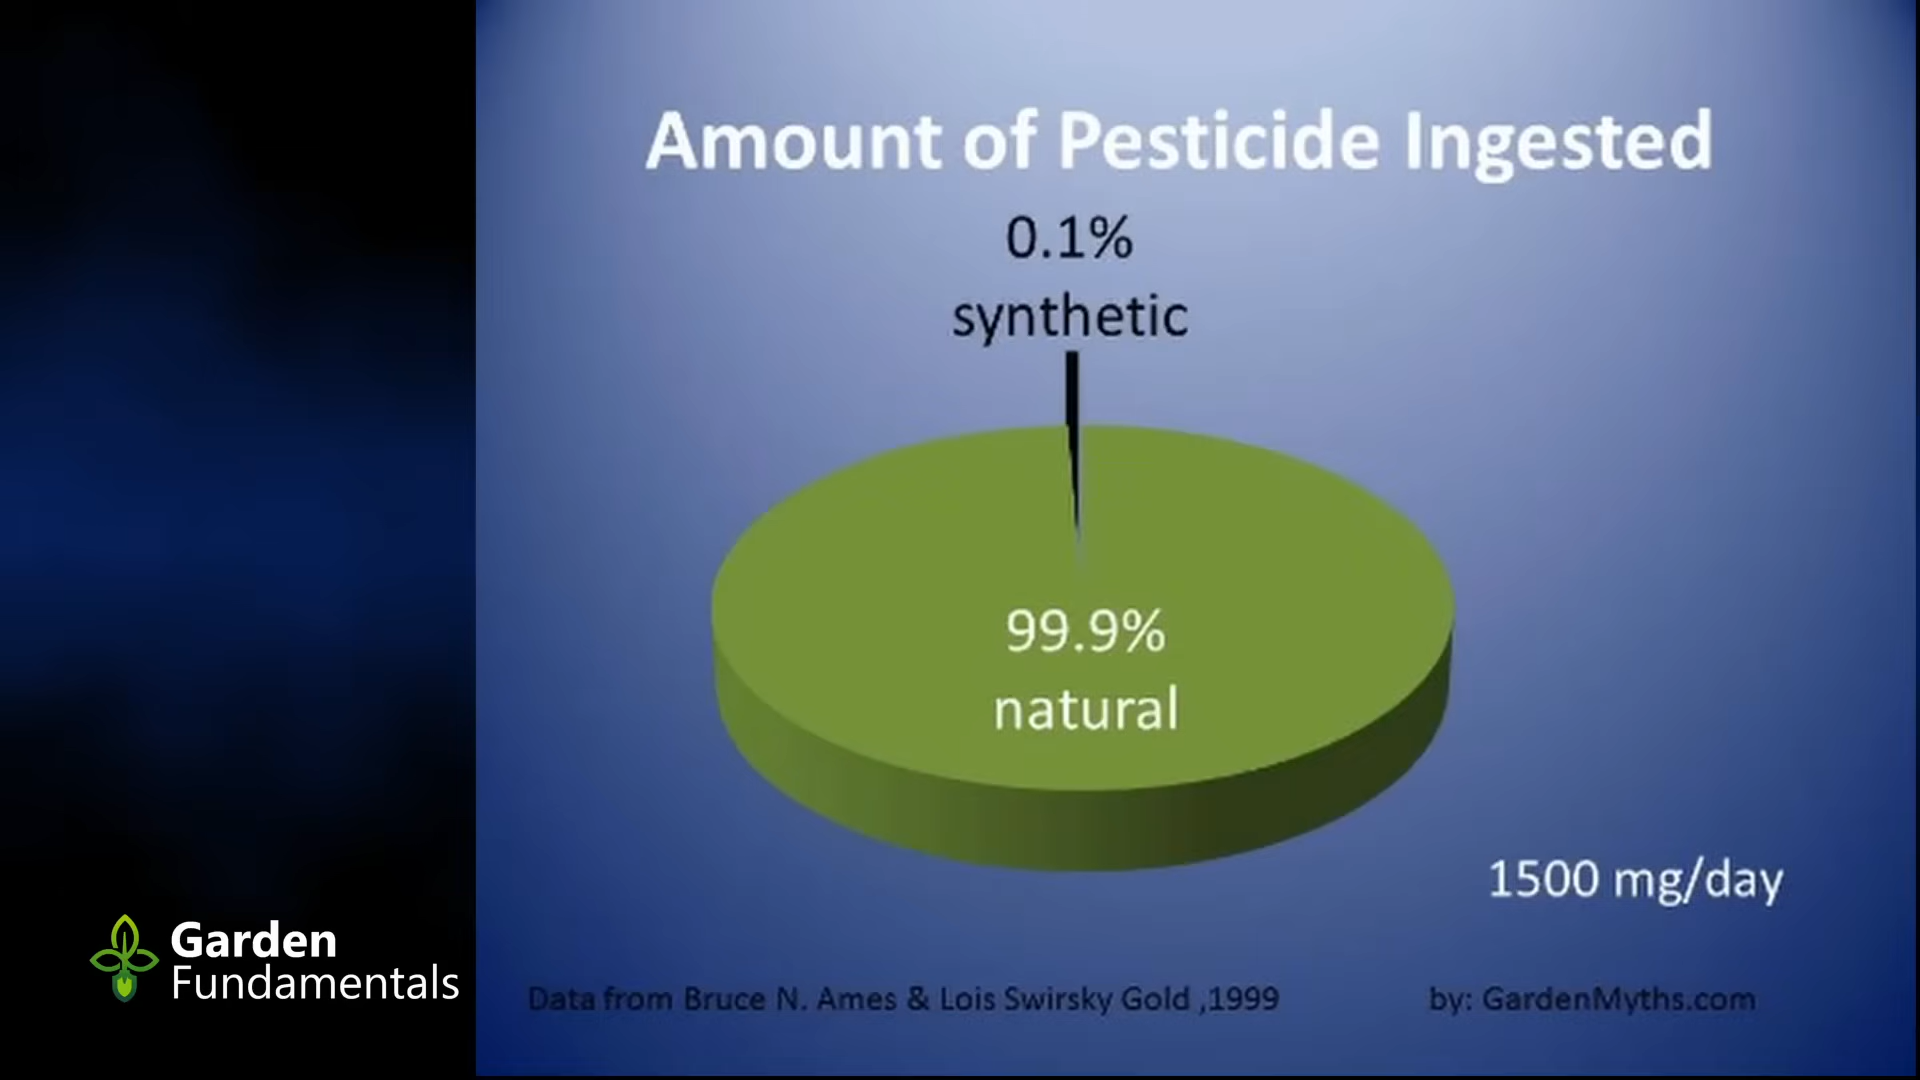 Amount of Pesticide Ingested
0.1%
synthetic
99.9%
natural
1500 mg/day
Garden
Fundamentals
Data from Bruce N. Ames & Lois Swirsky Gold ,1999
by: GardenMyths.com